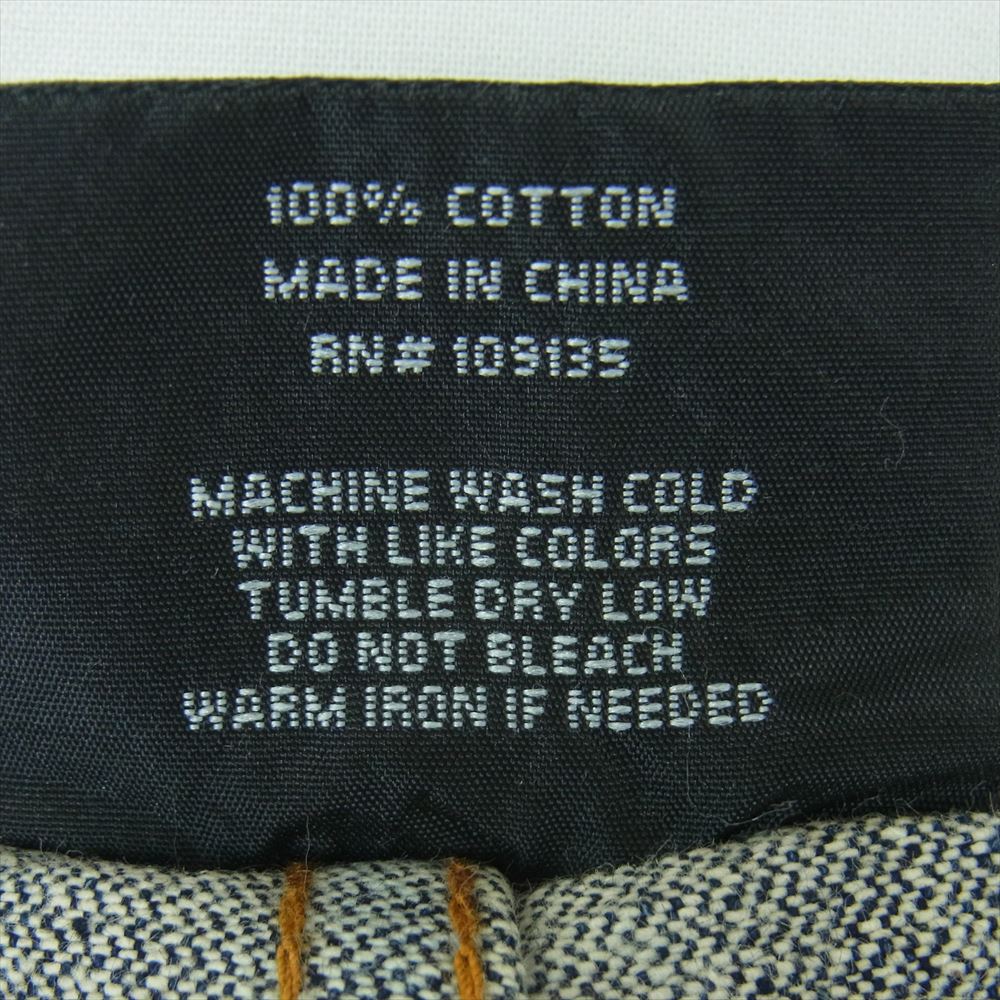 100% COTTON
MADE IN CHINA
RN# 103135
MACHINE WASH COLD
WITH LIKE COLORS
TUMBLE DRY LOW
DO NOT BLEACH
WARM IRON IF NEEDED